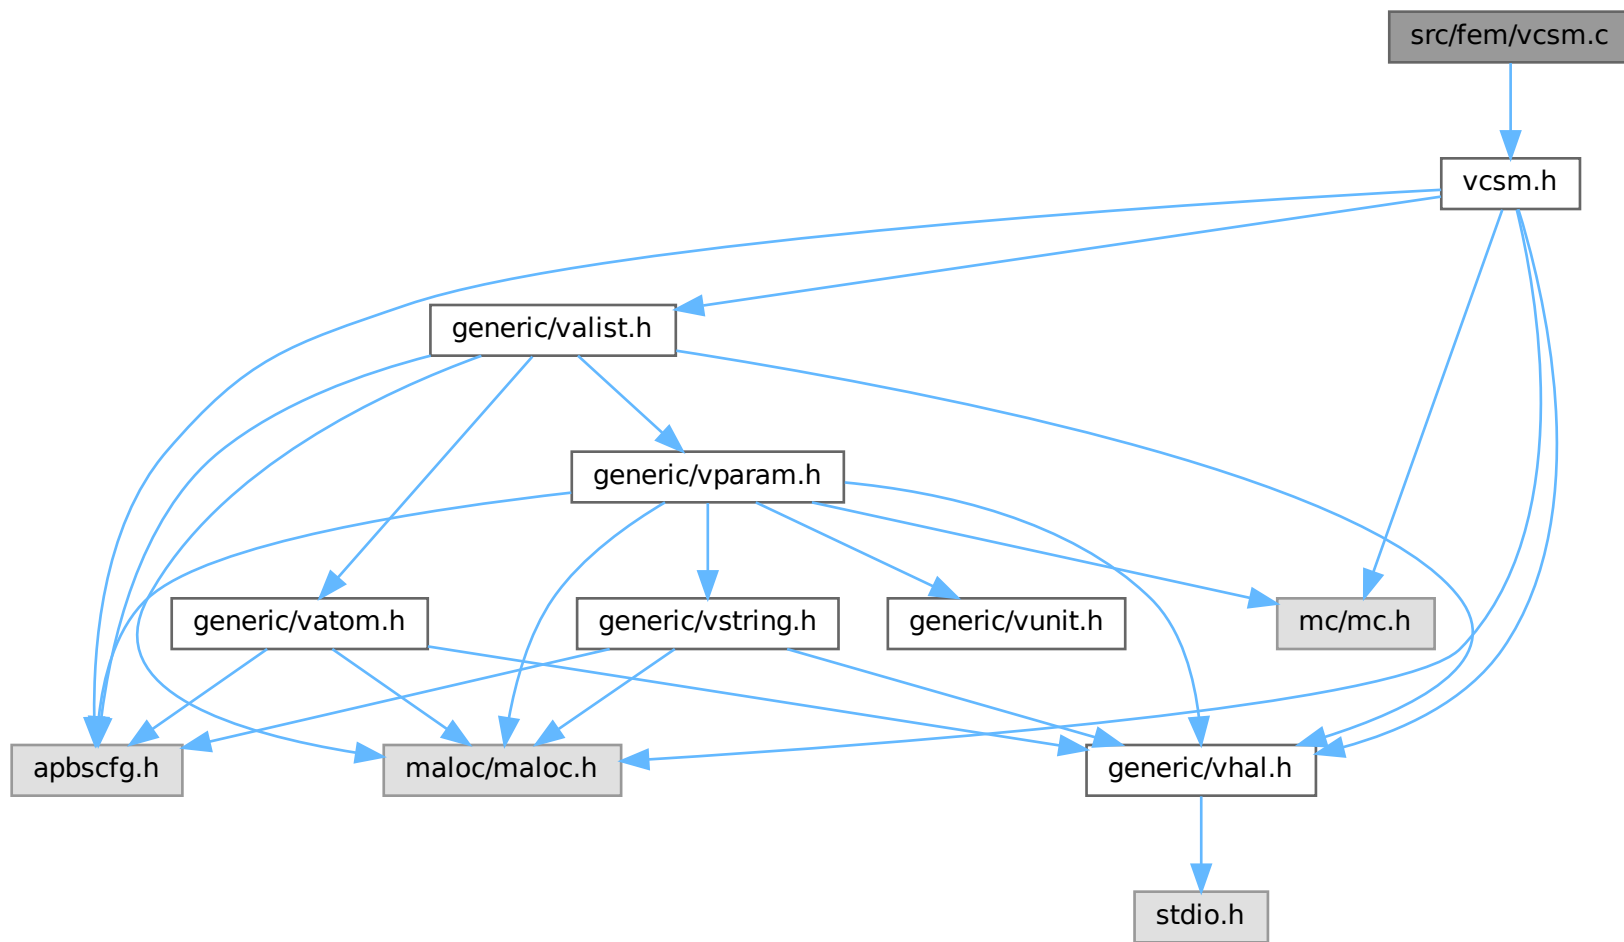 src/fem/vcsm.c
vcsm.h
generic/valist.h
generic/vparam.h
generic/vatom.h
generic/vstring.h
generic/vunit.h
mc/mc.h
apbscfg.h
maloc/maloc.h
generic/vhal.h
stdio.h